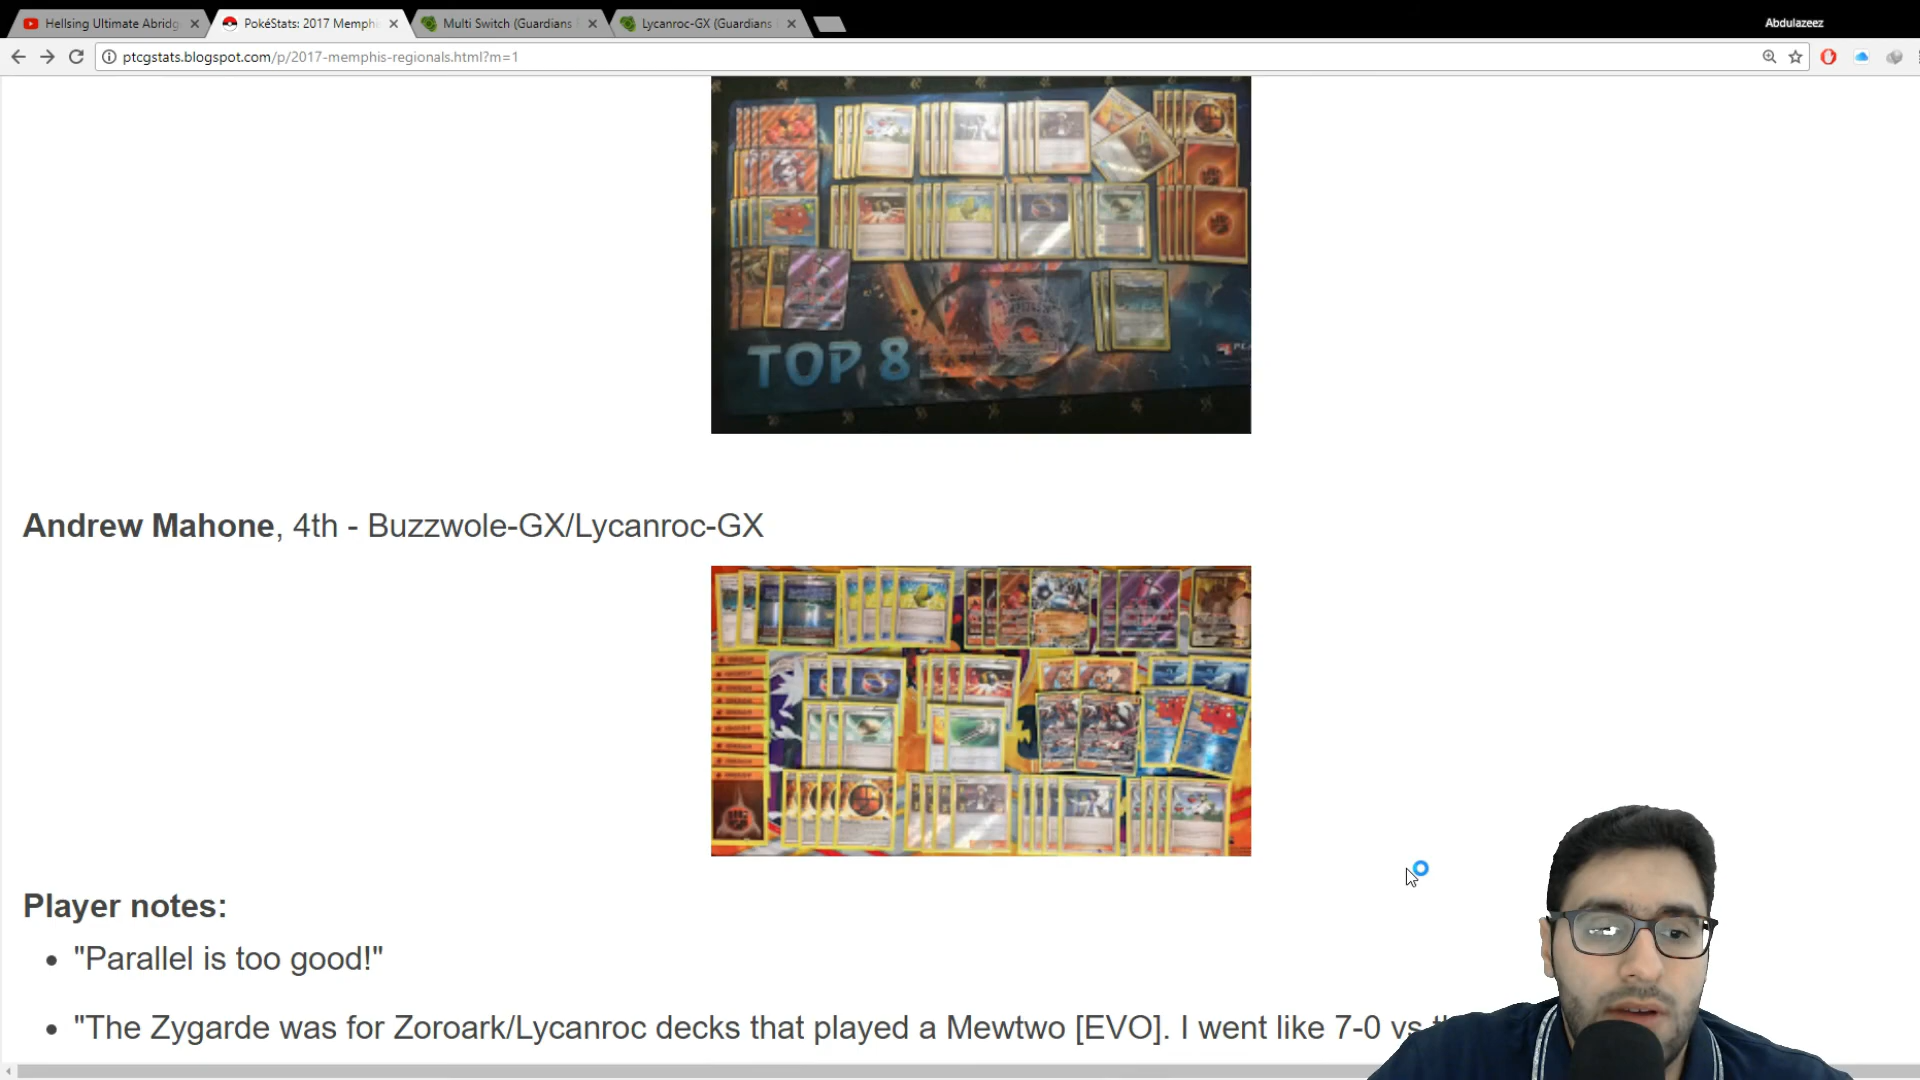 Hellsing Ultimate Abridg
PokéStats: 2017 Memph
Multi Switch (Guardians
Lycanroc-GX (Guardians
Abdulazeez
ptcgstats.blogspot.com/p/2017-memphis-regionals.html?m=1
TOP 8
Andrew Mahone, 4th - Buzzwole-GX/Lycanroc-GX
Player notes:
• "Parallel is too good!"
• "The Zygarde was for Zoroark/Lycanroc decks that played a Mewtwo [EVO]. I went like 7-0 vs